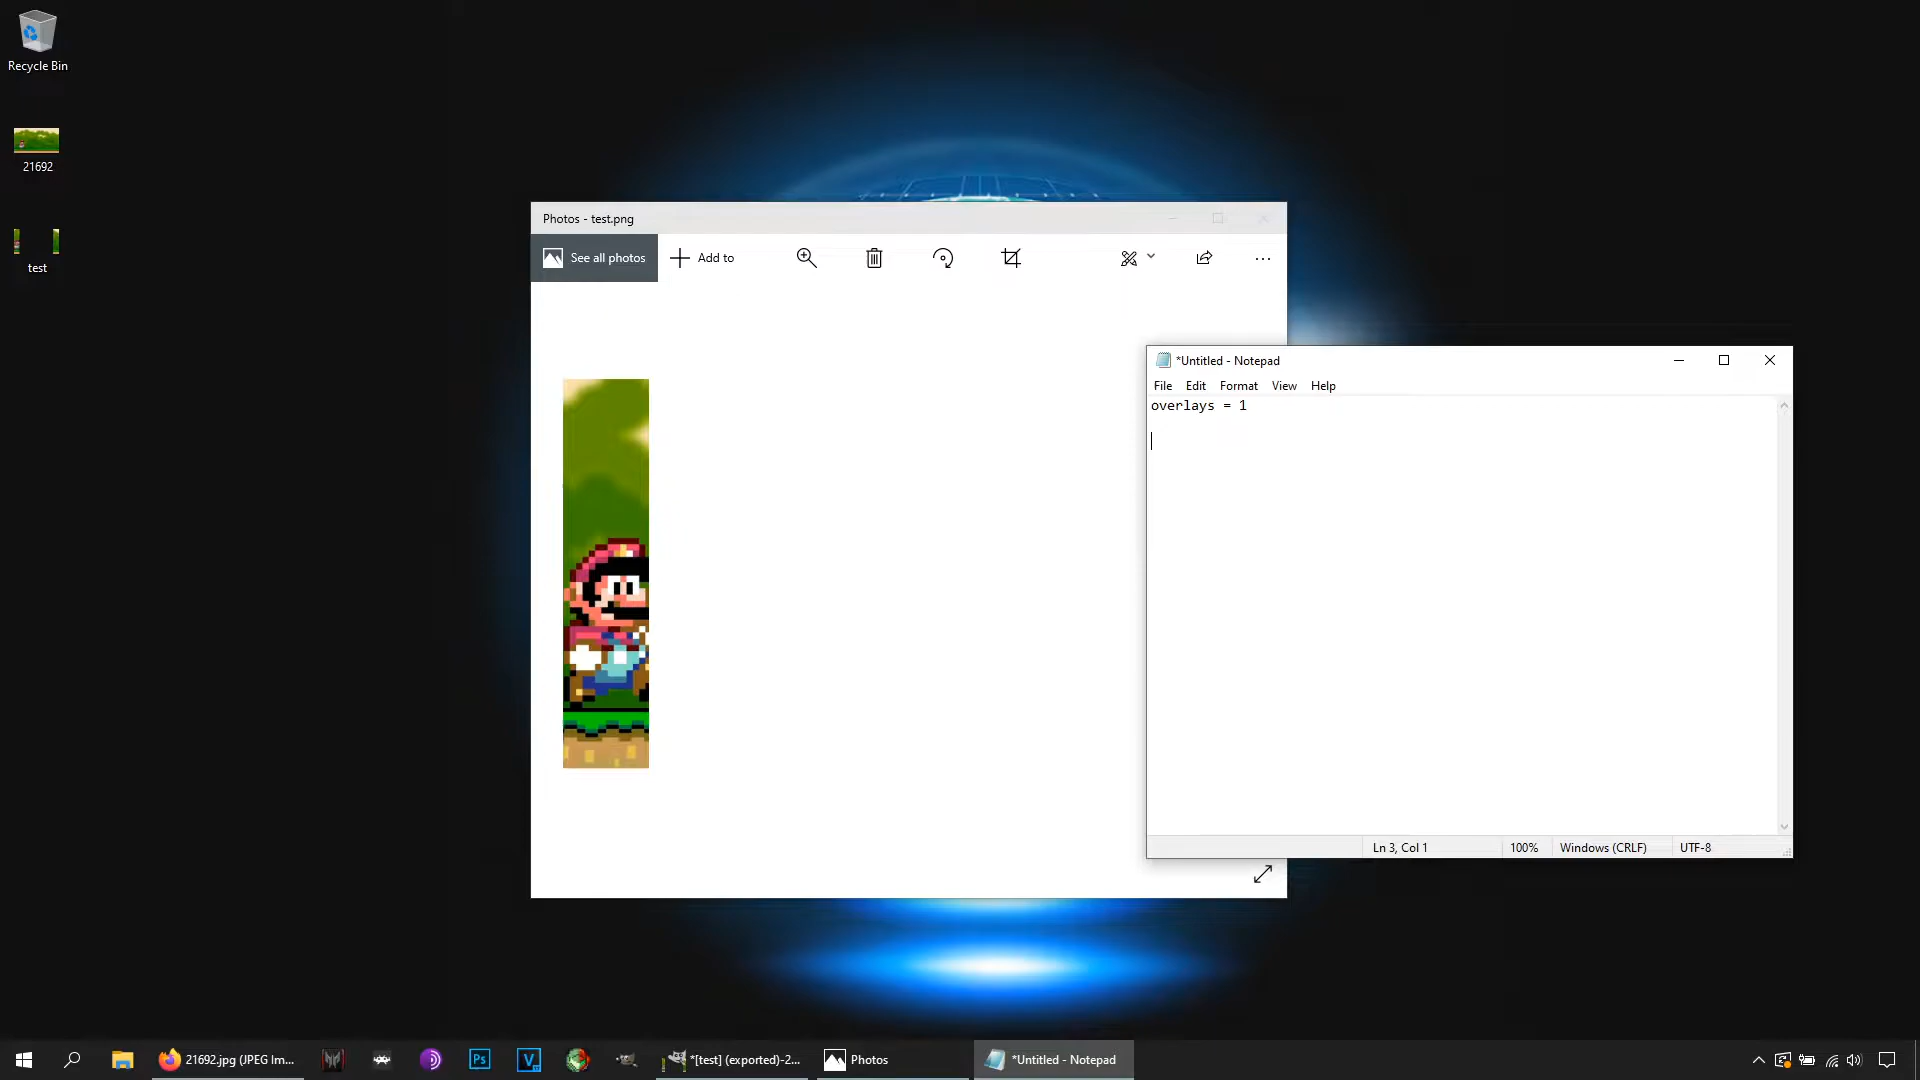 Recycle Bin
21692
test
Photos - test.png
See all photos
Add to
*Untitled - Notepad
File Edit Format View Help
overlays = 1
Ln 3, Col 1
100%
Windows (CRLF)
UTF-8
21692.jpg (JPEG Im...
Ps
V
*[test] (exported)-2...
Photos
*Untitled - Notepad